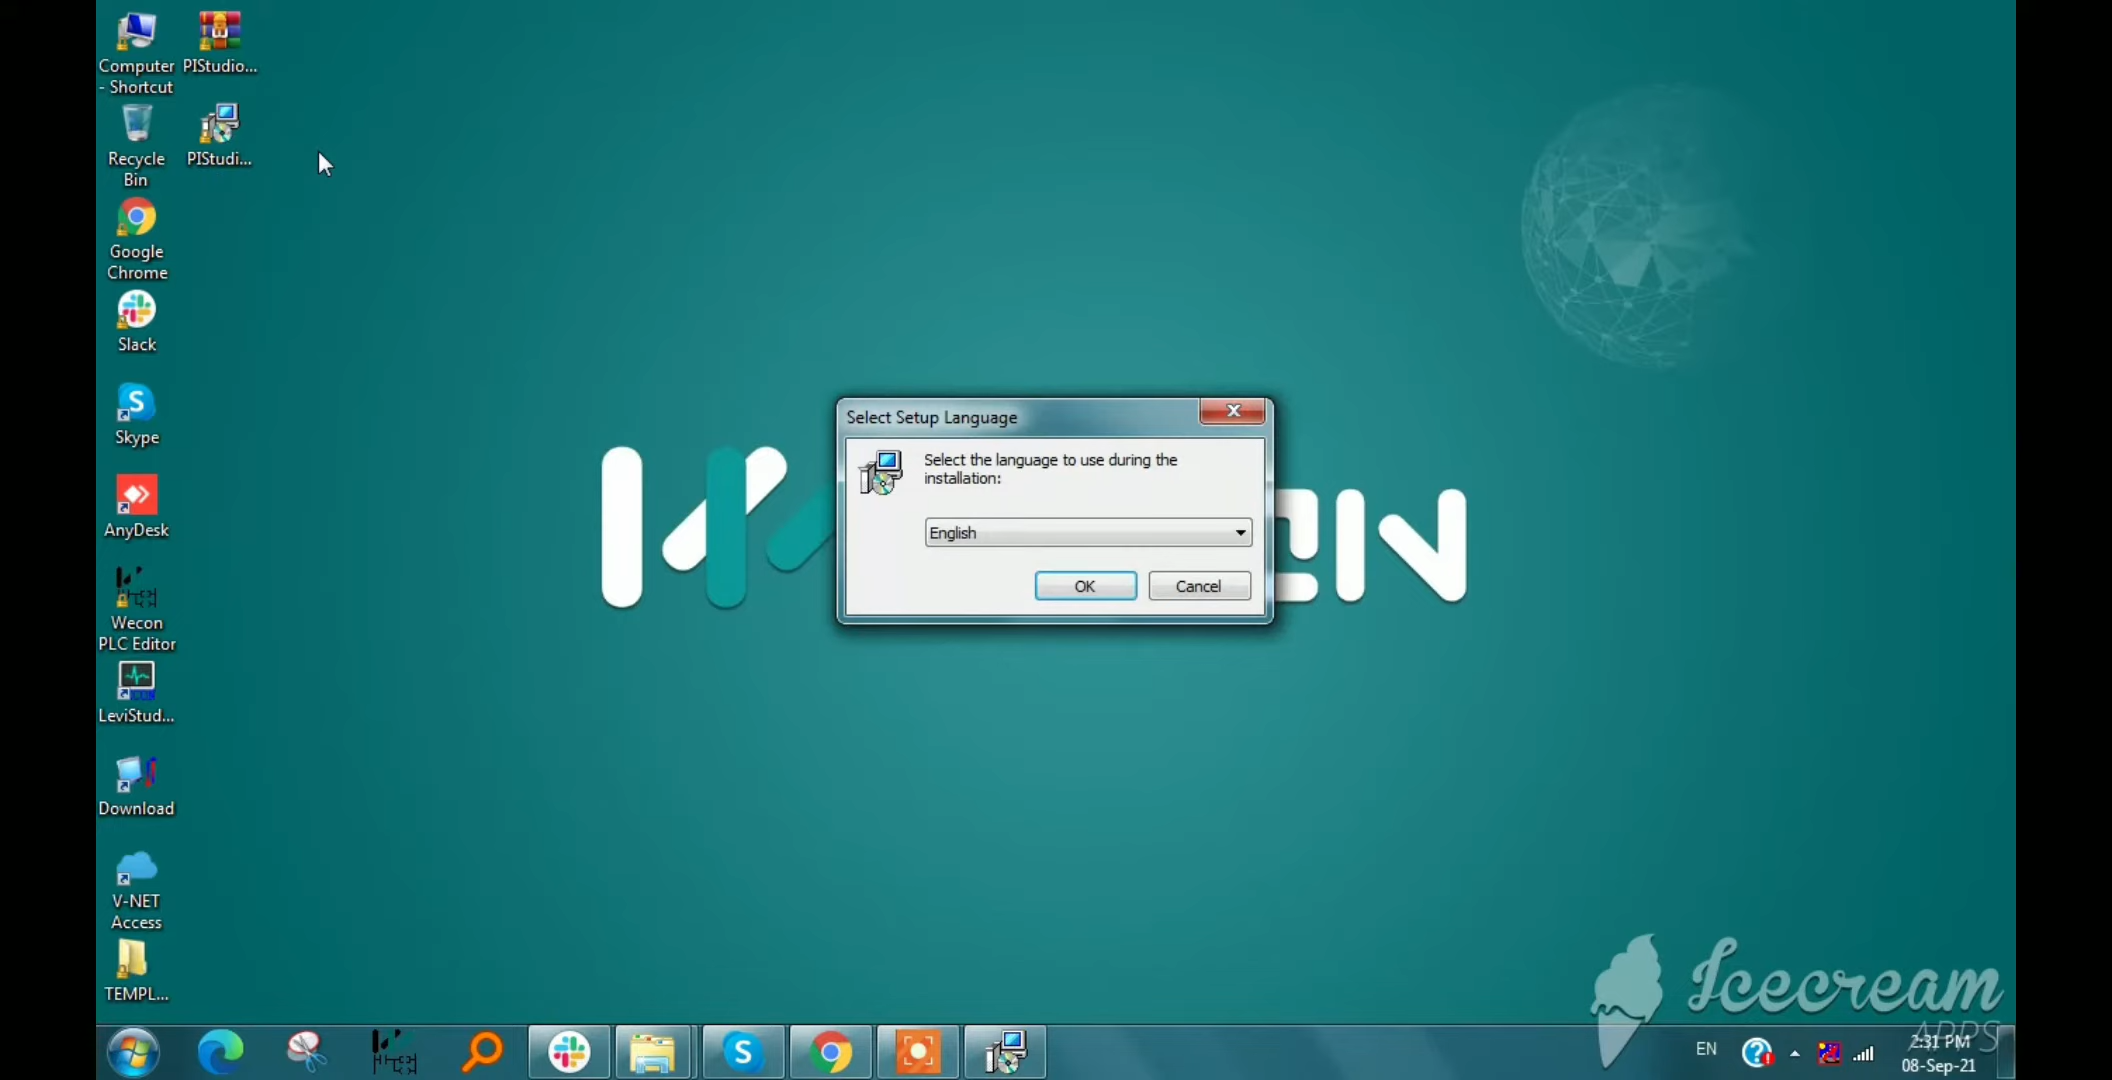 Computer
- Shortcut
PIStudio...
Recycle
Bin
PIStudi...
Google
Chrome
Slack
Skype
AnyDesk
Wecon
PLC Editor
LeviStud...
Download
V-NET
Access
TEMPL...
Select Setup Language
Select the language to use during the
installation:
English
OK
Cancel
Icecream
APPS
EN
2:31 PM
08-Sep-21